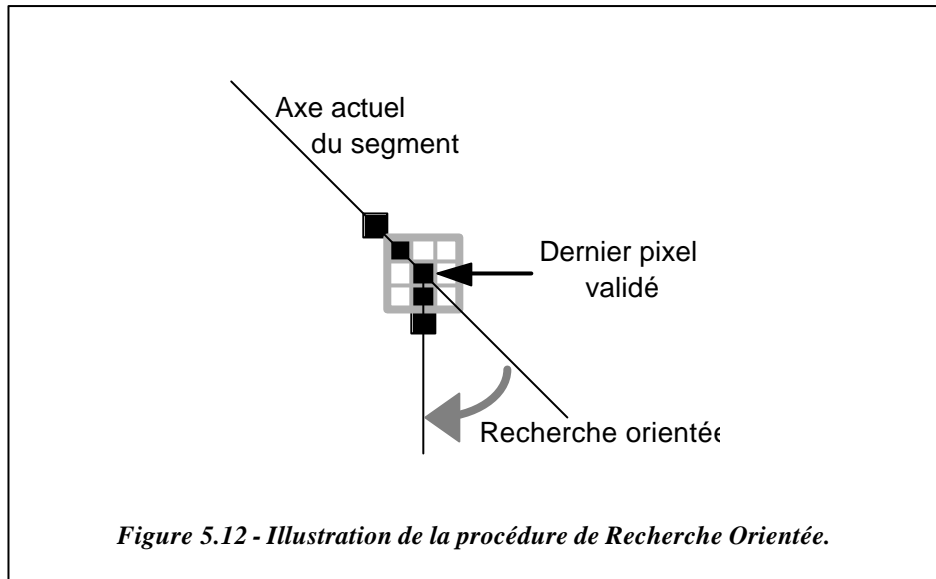 Axe actuel
du segment
Dernier pixel
validé
Recherche orientée
Figure 5.12 - Illustration de la procédure de Recherche Orientée.